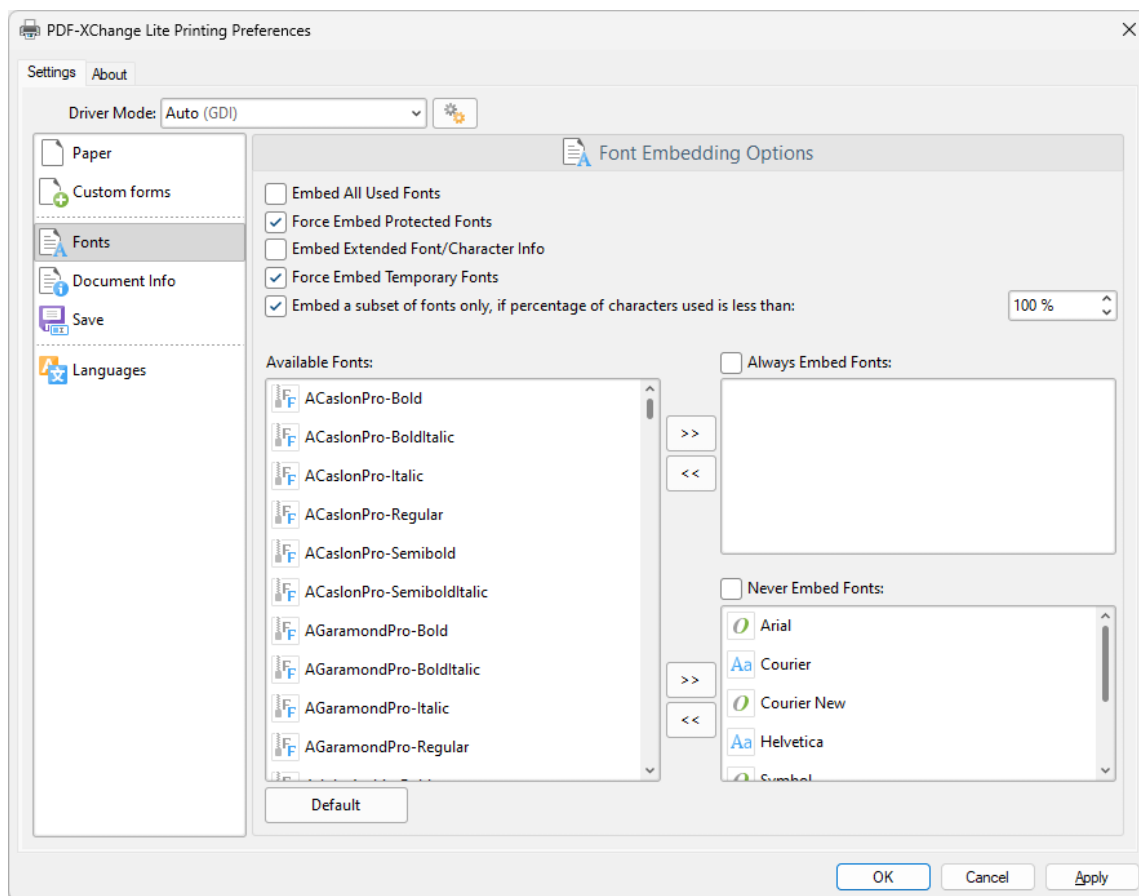 PDF-XChange Lite Printing Preferences
Settings
About
Driver Mode: Auto (GDI)
Paper
Custom forms
Fonts
Document Info
Save
Languages
Font Embedding Options
Embed All Used Fonts
Force Embed Protected Fonts
Embed Extended Font/Character Info
Force Embed Temporary Fonts
Embed a subset of fonts only, if percentage of characters used is less than: 100 %
Available Fonts:
ACaslonPro-Bold
ACaslonPro-BoldItalic
ACaslonPro-Italic
ACaslonPro-Regular
ACaslonPro-Semibold
ACaslonPro-SemiboldItalic
AGaramondPro-Bold
AGaramondPro-BoldItalic
AGaramondPro-Italic
AGaramondPro-Regular
Default
>>
<<
>>
<<
Always Embed Fonts:
Never Embed Fonts:
Arial
Courier
Courier New
Helvetica
Symbol
OK
Cancel
Apply